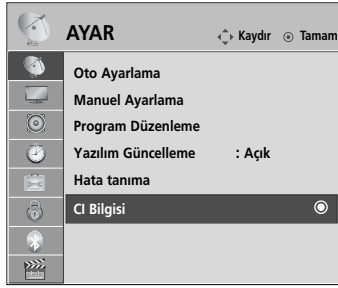 AYAR
Kaydır Tamam
Oto Ayarlama
Manuel Ayarlama
Program Düzenleme
Yazılım Güncelleme : Açık
Hata tanıma
CI Bilgisi